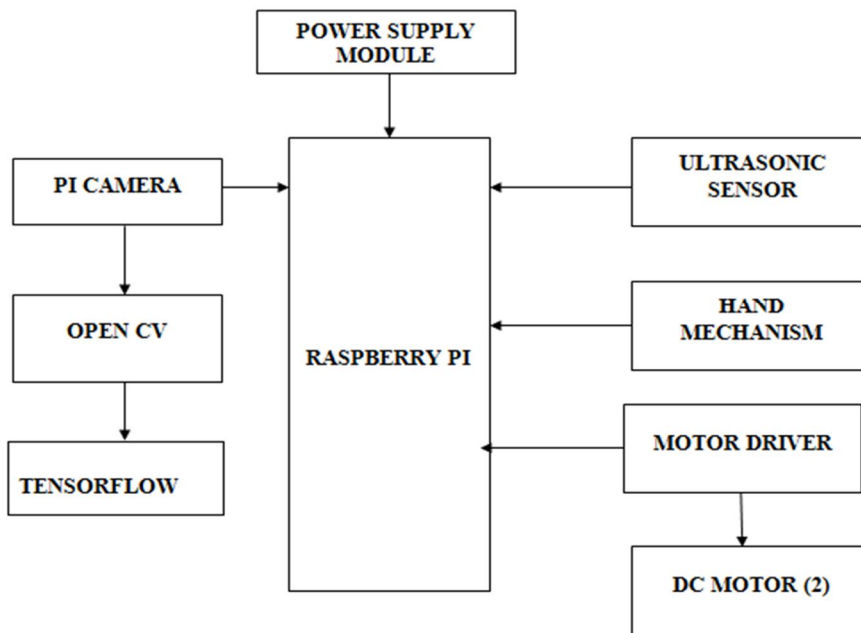 POWER SUPPLY
MODULE
PI CAMERA
ULTRASONIC
SENSOR
OPEN CV
HAND
MECHANISM
RASPBERRY PI
MOTOR DRIVER
TENSORFLOW
DC MOTOR (2)